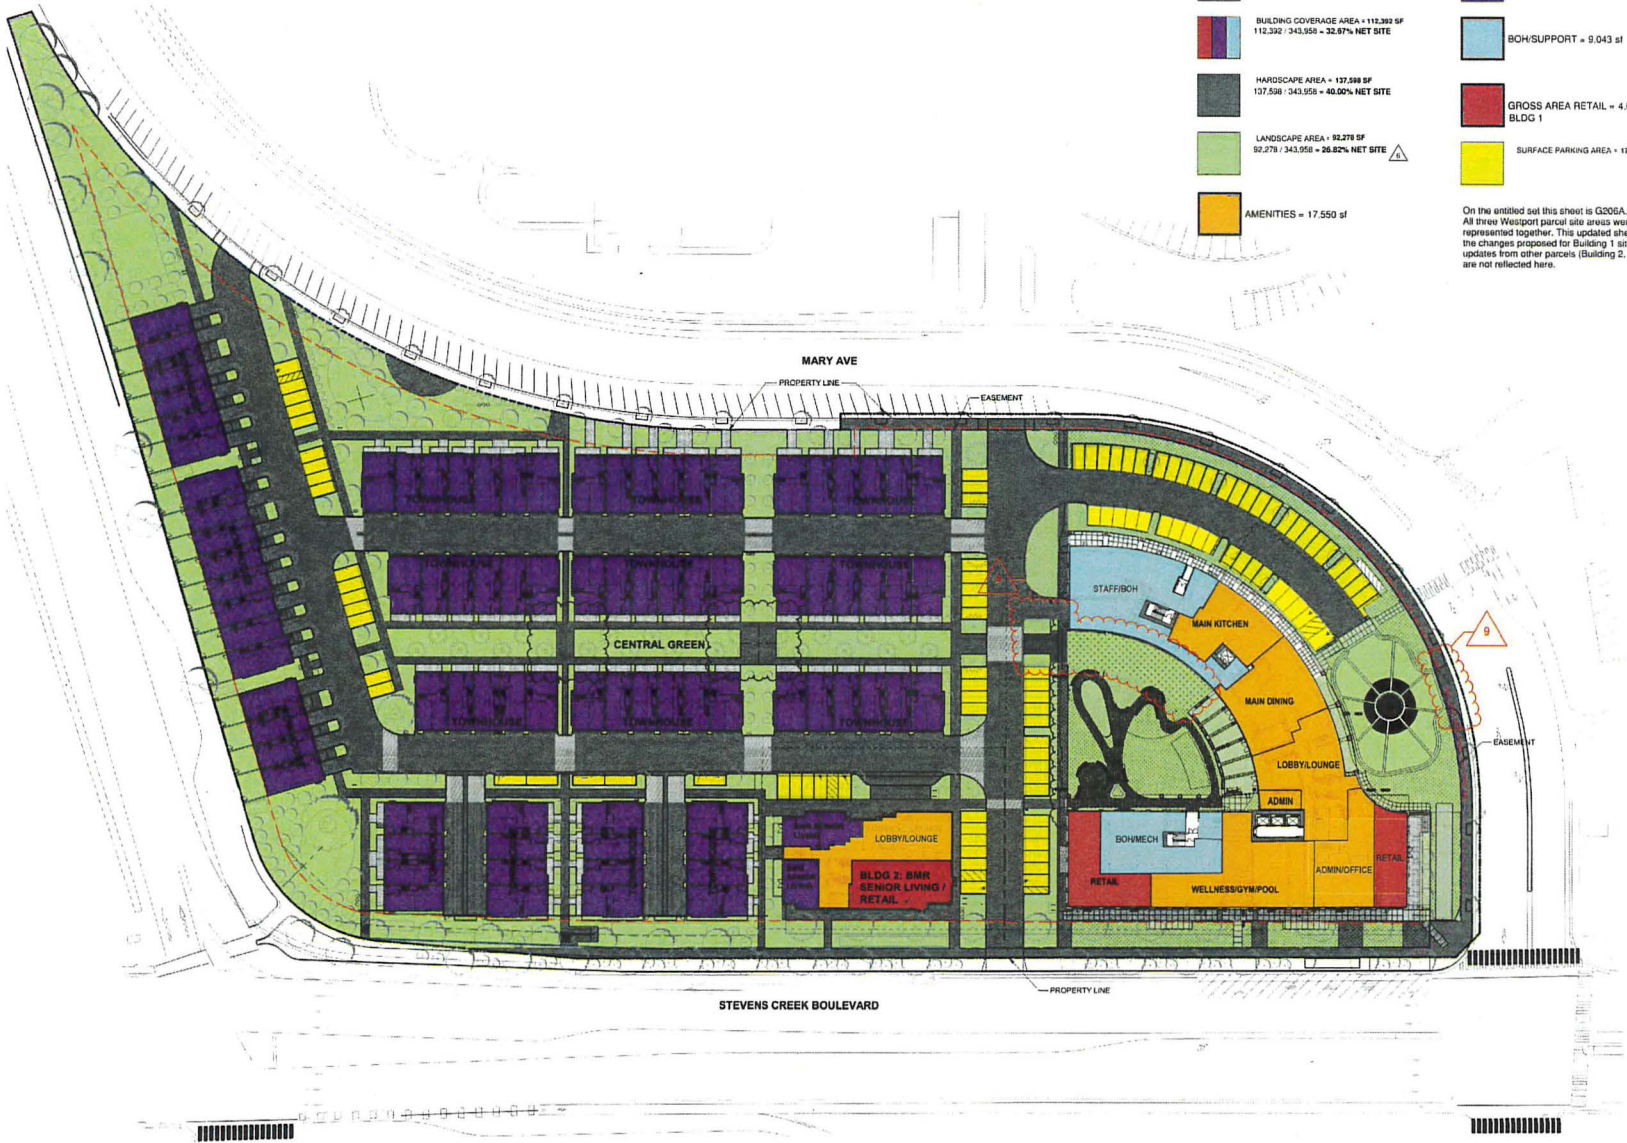 BUILDING COVERAGE AREA = 112,392 SF
112,392 / 343,958 = 32.67% NET SITE
HARDSCAPE AREA = 137,598 SF
137,598 / 343,958 = 40.00% NET SITE
LANDSCAPE AREA = 92,278 SF
92,278 / 343,958 = 26.82% NET SITE
6
AMENITIES = 17,550 sf
BOH/SUPPORT = 9,043 sf
GROSS AREA RETAIL = 4,
BLDG 1
SURFACE PARKING AREA = 17
On the entitled set this sheet is G206A.
All three Westport parcel site areas wer
represented together. This updated she
the changes proposed for Building 1 sit
updates from other parcels (Building 2,
are not reflected here.
MARY AVE
PROPERTY LINE
EASEMENT
TOWNHOUSE
TOWNHOUSE
TOWNHOUSE
TOWNHOUSE
TOWNHOUSE
TOWNHOUSE
STAFF/BOH
MAIN KITCHEN
CENTRAL GREEN
9
MAIN DINING
TOWNHOUSE
TOWNHOUSE
TOWNHOUSE
EASEMENT
LOBBY/LOUNGE
ADMIN
LOBBY/LOUNGE
BOH/MECH
RETAIL
ADMIN/OFFICE
BLDG 2: BMR
SENIOR LIVING /
RETAIL
RETAIL
WELLNESS/GYM/POOL
PROPERTY LINE
STEVENS CREEK BOULEVARD